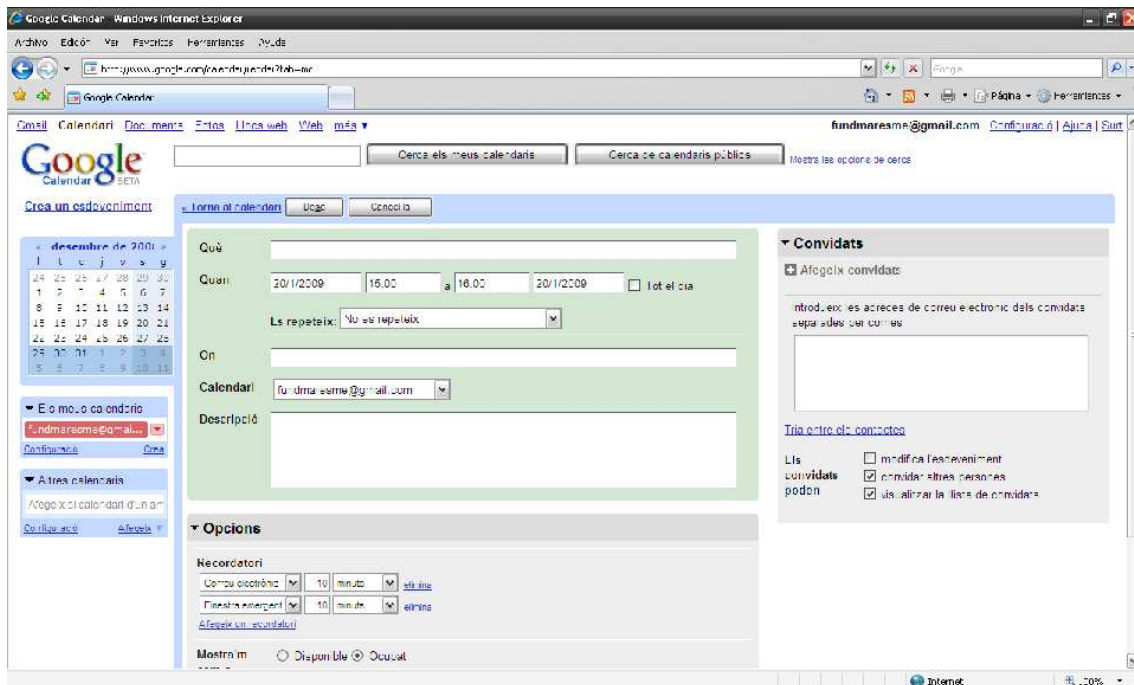 Google Calendar - Windows Internet Explorer
Archivo Edición Ver Favoritos Herramientas Ayuda
Google
Google Calendar
Página Herramientas
Gmail Calendari Documents Fotos Llocs web Web més
fundmaresme@gmail.com Configuració | Ajuda | Surt
Google Calendar BETA
Cerca els meus calendaris
Cerca de calendaris públics
Mostra les opcions de cerca
Crea un esdeveniment
« Torna al calendari Desa Cancel·la
« desembre de »
l t c j v s g
24 25 26 27 28 29 30
1 2 3 4 5 6 7
8 9 10 11 12 13 14
15 16 17 18 19 20 21
22 23 24 25 26 27 28
29 30 31 1 2 3 4
5 6 7 8 9 10 11
Els meus calendaris
fundmaresme@gmai...
Configuració Crea
Altres calendaris
Afegeix el calendari d'un am
Configuració Afegeix
Què
Quan 20/1/2009 15.00 a 16.00 20/1/2009 Tot el dia
Es repeteix: No es repeteix
On
Calendari fundmaresme@gmail.com
Descripció
Convidats
Afegeix convidats
Introdueix les adreces de correu electrònic dels convidats
separades per comes
Tria entre els contactes
Els convidats poden
modifica l'esdeveniment
convidar altres persones
visualitzar la llista de convidats
Opcions
Recordatori
Correu electrònic 10 minuts elimina
Finestra emergent 10 minuts elimina
Afegeix un recordatori
Mostra'm Disponible Ocupat
Internet